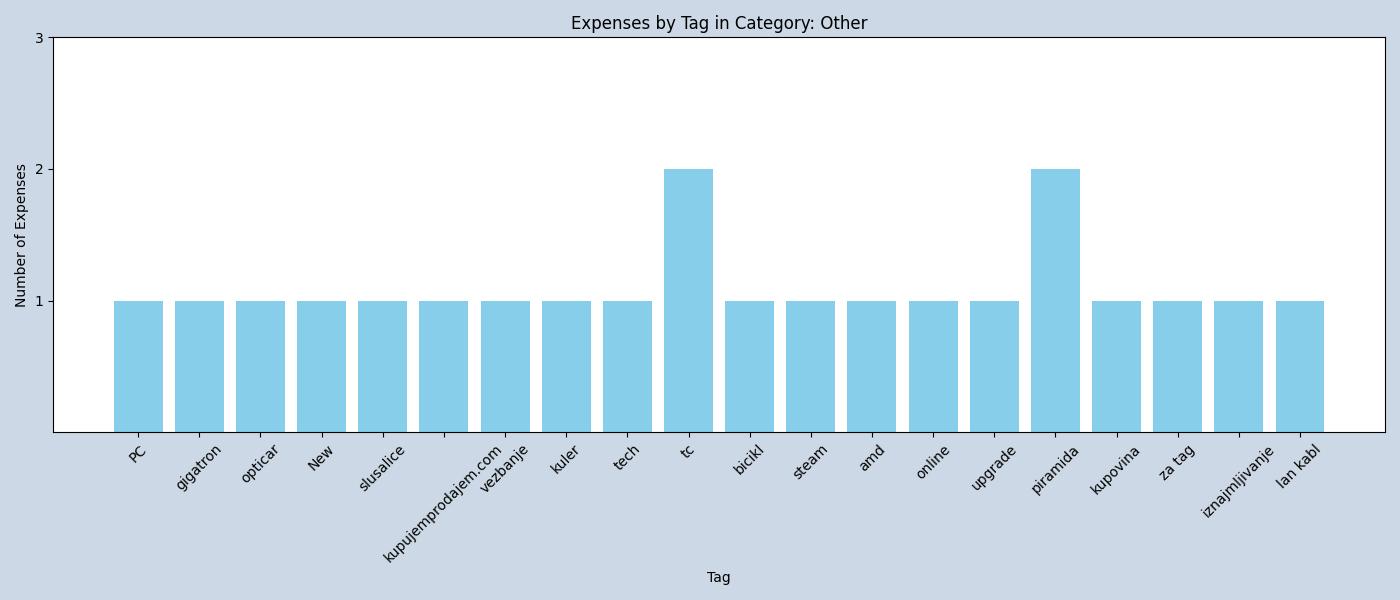 Expenses by Tag in Category: Other
Number of Expenses
3
2
1
PC
gigatron
opticar
New
slusalice
kupujemprodajem.com
vezbanje
kuler
tech
tc
bicikl
steam
amd
online
upgrade
piramida
kupovina
za tag
iznajmljivanje
lan kabl
Tag